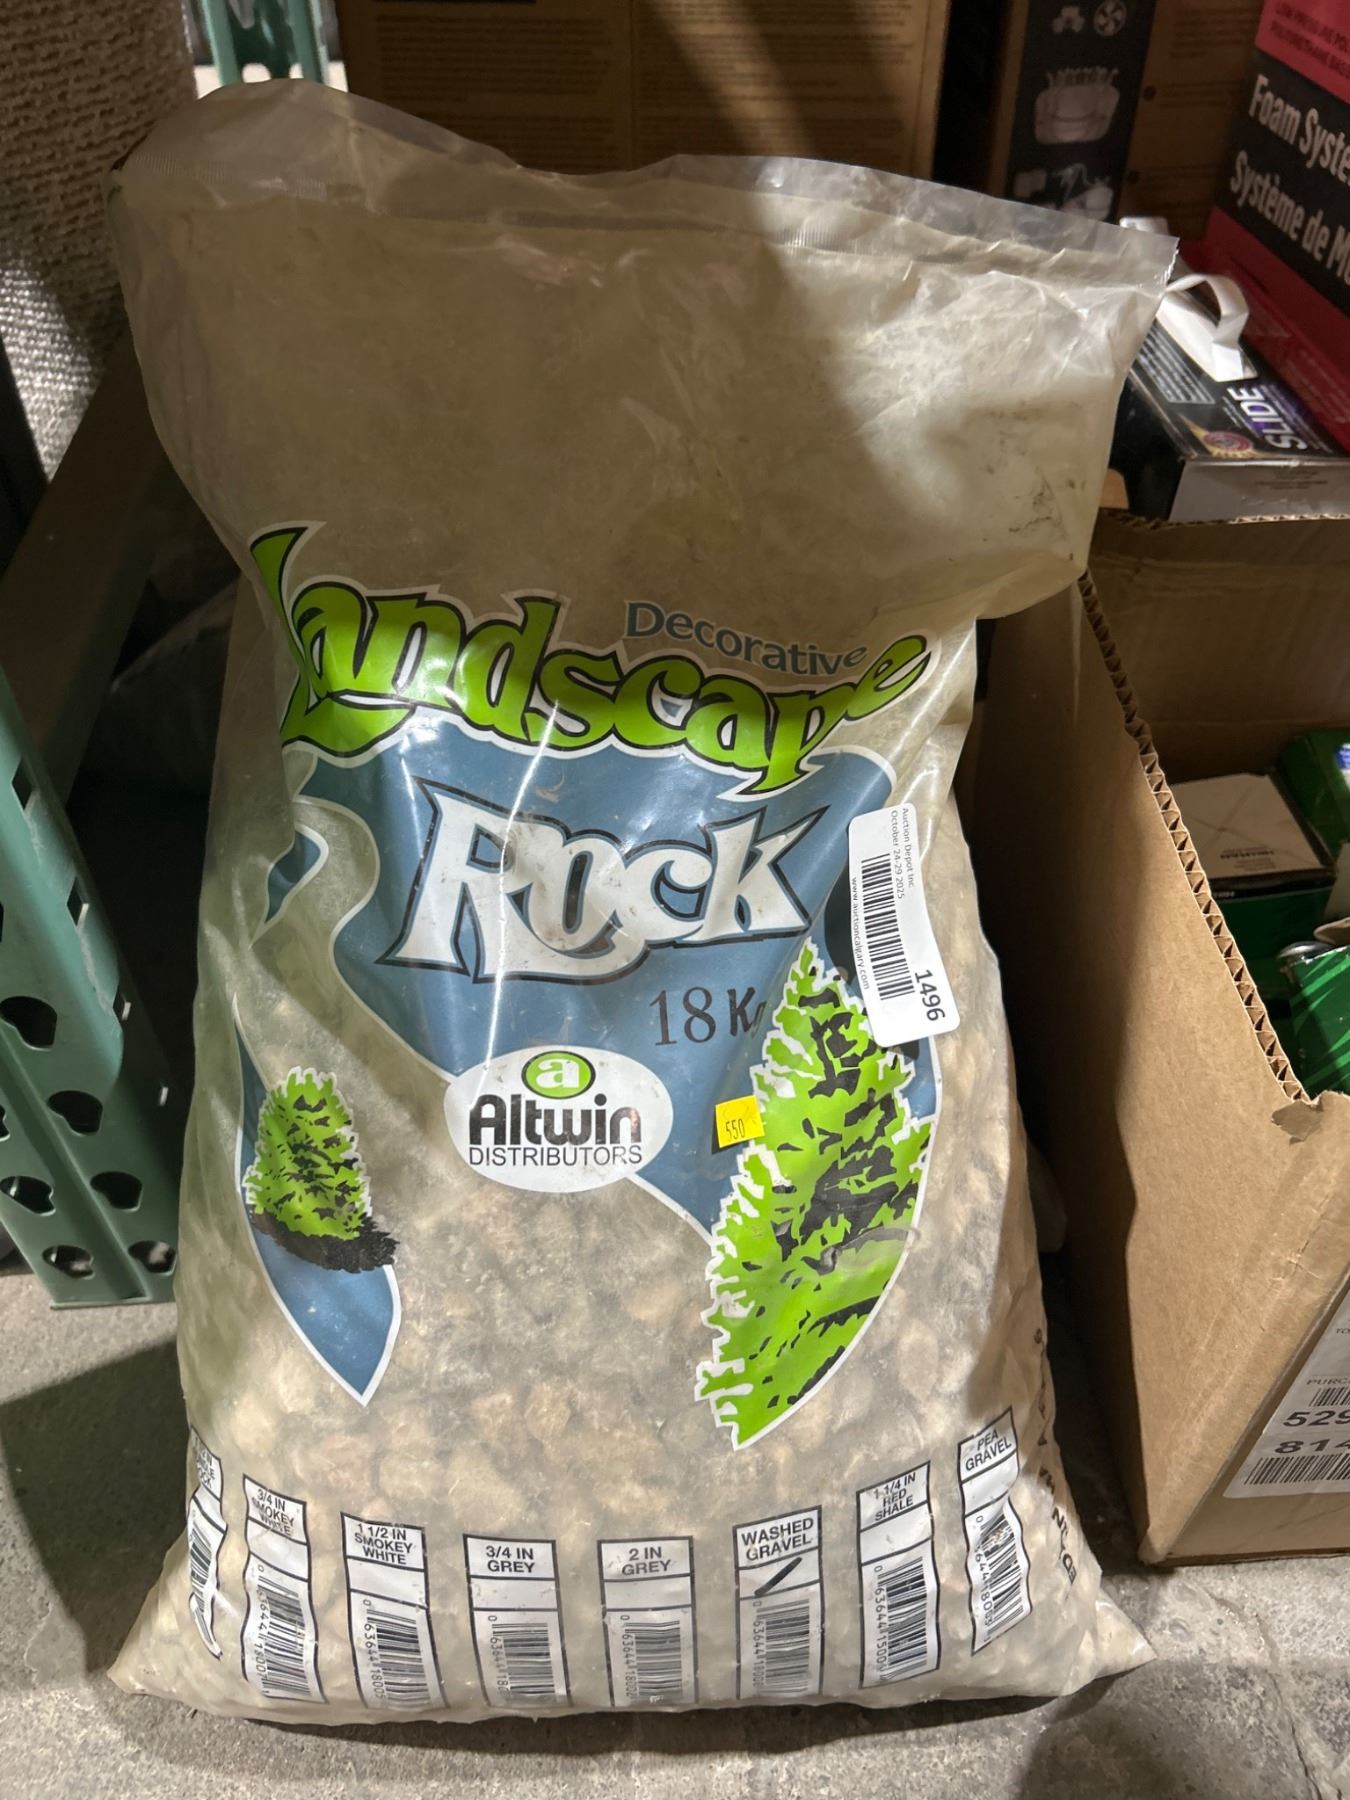 Decorative
Landscape
Rock
18 Kg
a
Altwin
DISTRIBUTORS
550
Auction Depot Inc
October 24-29 2025
www.auctioncalgary.com
1496
3/4 IN
SMOKEY
WHITE
1 1/2 IN
SMOKEY
WHITE
3/4 IN
GREY
2 IN
GREY
WASHED
GRAVEL
1 1/4 IN
RED
SHALE
PEA
GRAVEL
Foam Syste
Système de M
SLIDE
529
814